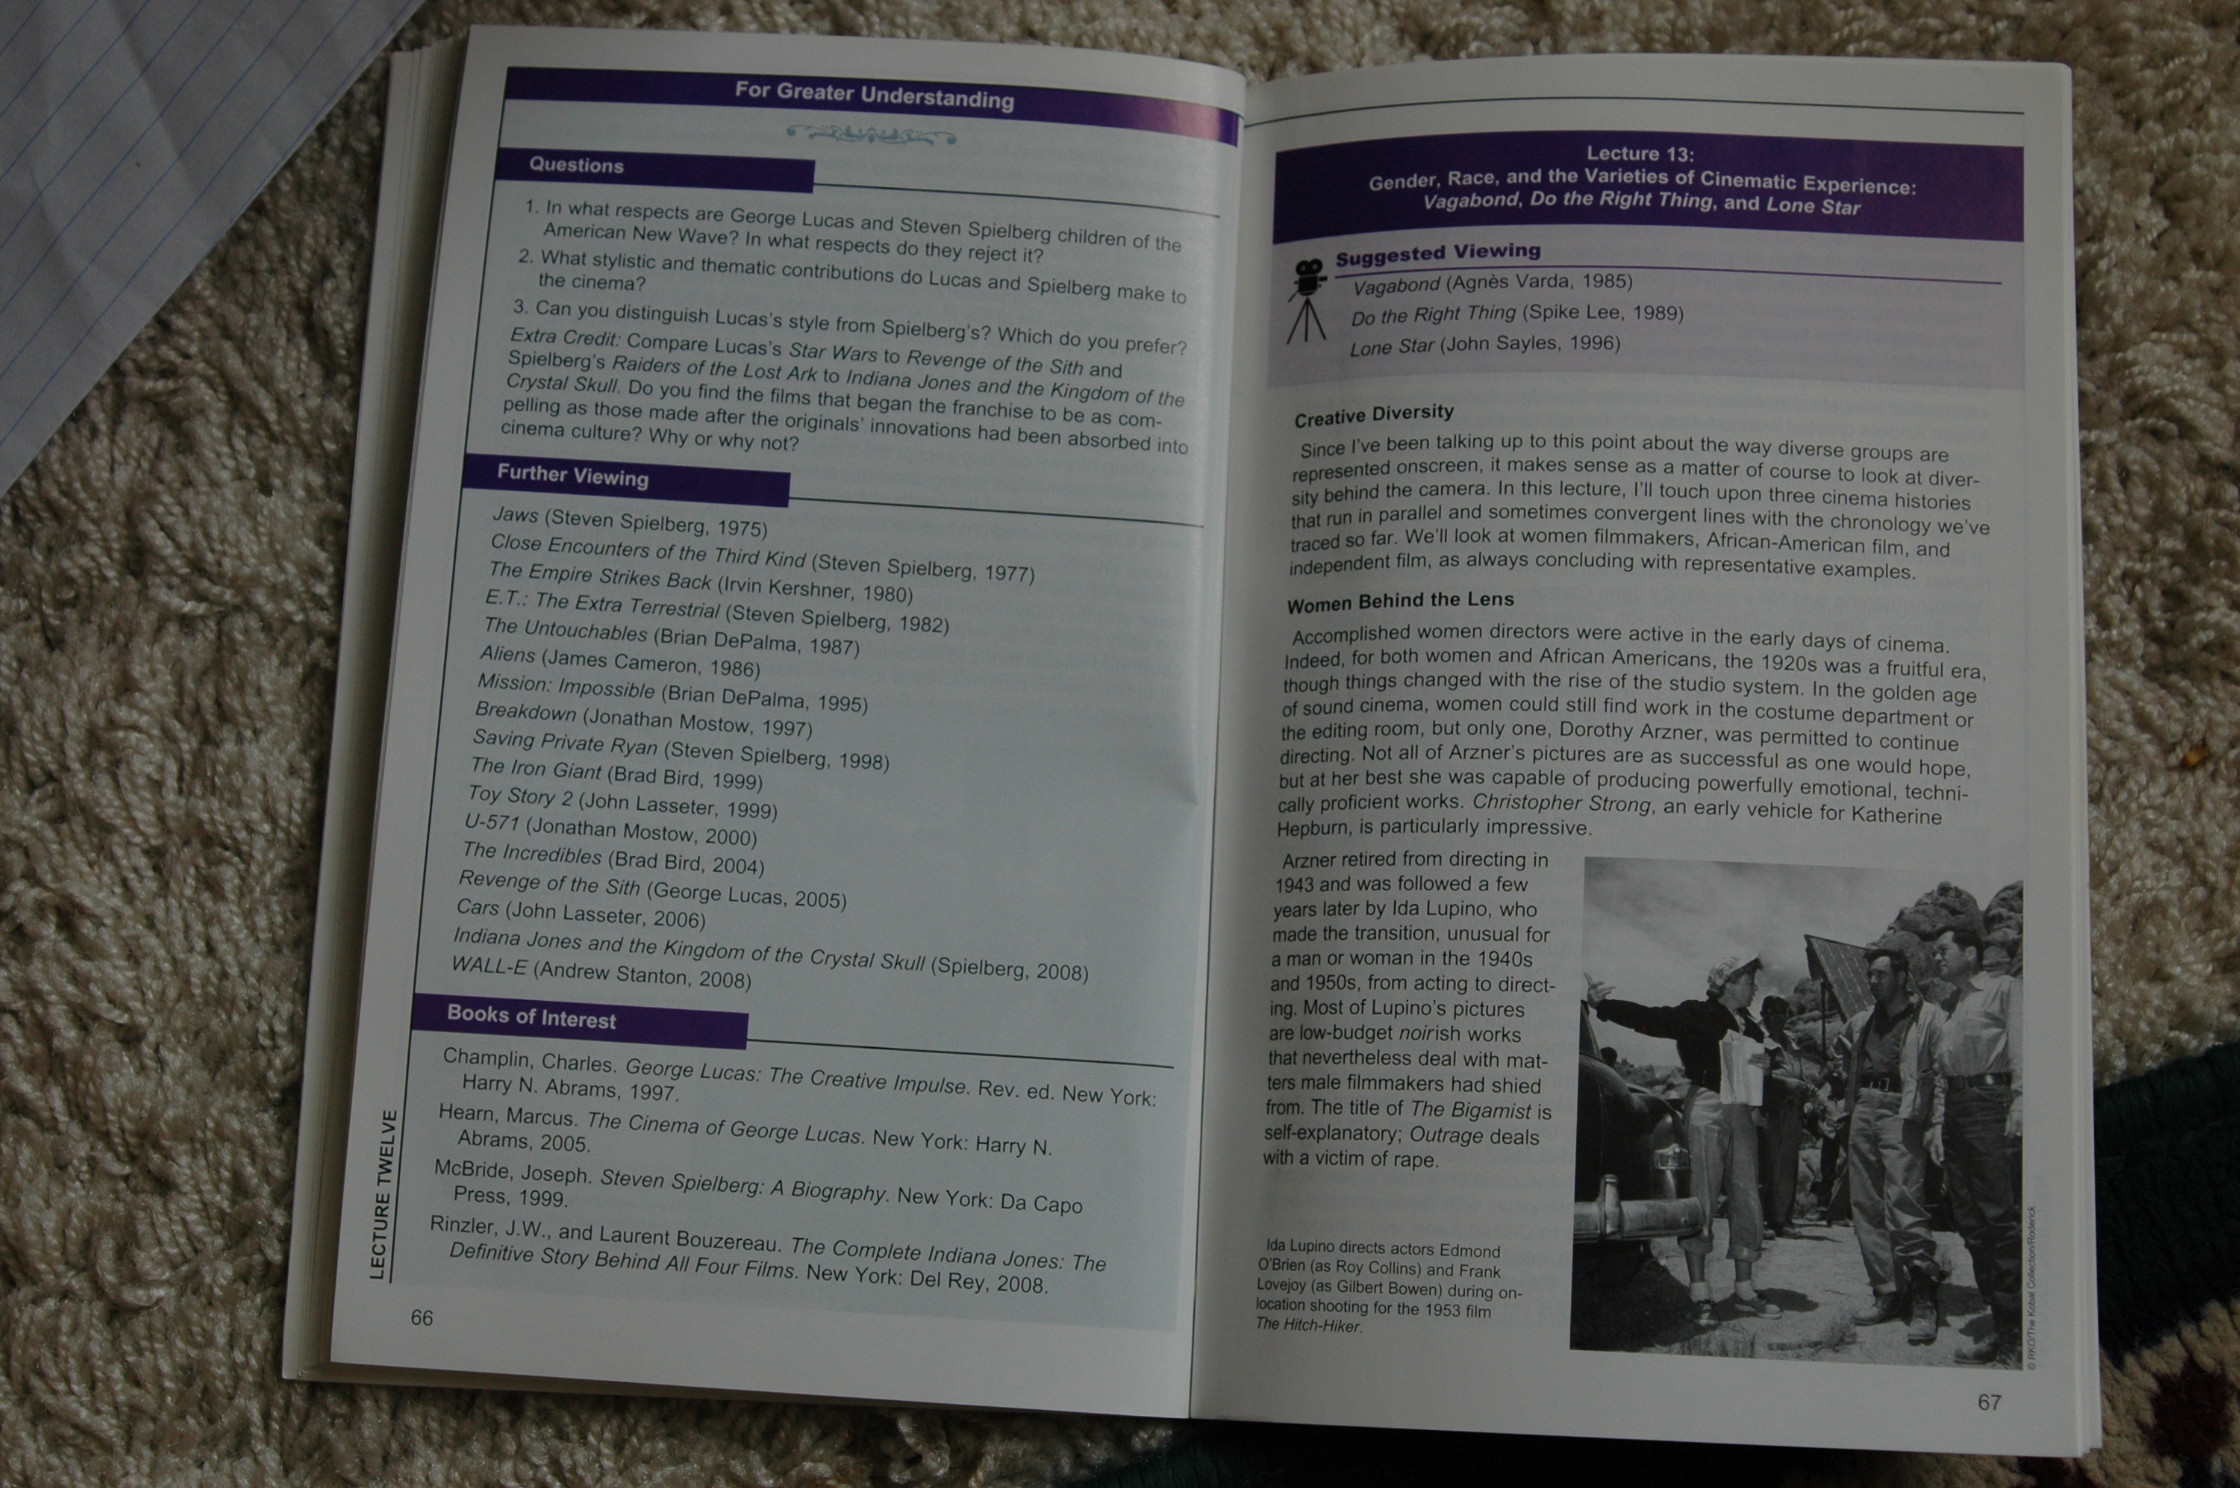 For Greater Understanding
Questions
1. In what respects are George Lucas and Steven Spielberg children of the
American New Wave? In what respects do they reject it?
2. What stylistic and thematic contributions do Lucas and Spielberg make to
the cinema?
3. Can you distinguish Lucas's style from Spielberg's? Which do you prefer?
Extra Credit: Compare Lucas's Star Wars to Revenge of the Sith and
Spielberg's Raiders of the Lost Ark to Indiana Jones and the Kingdom of the
Crystal Skull. Do you find the films that began the franchise to be as com-
pelling as those made after the originals' innovations had been absorbed into
cinema culture? Why or why not?
Further Viewing
Jaws (Steven Spielberg, 1975)
Close Encounters of the Third Kind (Steven Spielberg, 1977)
The Empire Strikes Back (Irvin Kershner, 1980)
E.T.: The Extra Terrestrial (Steven Spielberg, 1982)
The Untouchables (Brian DePalma, 1987)
Aliens (James Cameron, 1986)
Mission: Impossible (Brian DePalma, 1995)
Breakdown (Jonathan Mostow, 1997)
Saving Private Ryan (Steven Spielberg, 1998)
The Iron Giant (Brad Bird, 1999)
Toy Story 2 (John Lasseter, 1999)
U-571 (Jonathan Mostow, 2000)
The Incredibles (Brad Bird, 2004)
Revenge of the Sith (George Lucas, 2005)
Cars (John Lasseter, 2006)
Indiana Jones and the Kingdom of the Crystal Skull (Spielberg, 2008)
WALL-E (Andrew Stanton, 2008)
Books of Interest
Champlin, Charles. George Lucas: The Creative Impulse. Rev. ed. New York:
Harry N. Abrams, 1997.
Hearn, Marcus. The Cinema of George Lucas. New York: Harry N.
Abrams, 2005.
McBride, Joseph. Steven Spielberg: A Biography. New York: Da Capo
Press, 1999.
Rinzler, J.W., and Laurent Bouzereau. The Complete Indiana Jones: The
Definitive Story Behind All Four Films. New York: Del Rey, 2008.
LECTURE TWELVE
66
Lecture 13:
Gender, Race, and the Varieties of Cinematic Experience:
Vagabond, Do the Right Thing, and Lone Star
Suggested Viewing
Vagabond (Agnès Varda, 1985)
Do the Right Thing (Spike Lee, 1989)
Lone Star (John Sayles, 1996)
Creative Diversity
Since I've been talking up to this point about the way diverse groups are
represented onscreen, it makes sense as a matter of course to look at diver-
sity behind the camera. In this lecture, I'll touch upon three cinema histories
that run in parallel and sometimes convergent lines with the chronology we've
traced so far. We'll look at women filmmakers, African-American film, and
independent film, as always concluding with representative examples.
Women Behind the Lens
Accomplished women directors were active in the early days of cinema.
Indeed, for both women and African Americans, the 1920s was a fruitful era,
though things changed with the rise of the studio system. In the golden age
of sound cinema, women could still find work in the costume department or
the editing room, but only one, Dorothy Arzner, was permitted to continue
directing. Not all of Arzner's pictures are as successful as one would hope,
but at her best she was capable of producing powerfully emotional, techni-
cally proficient works. Christopher Strong, an early vehicle for Katherine
Hepburn, is particularly impressive.
Arzner retired from directing in
1943 and was followed a few
years later by Ida Lupino, who
made the transition, unusual for
a man or woman in the 1940s
and 1950s, from acting to direct-
ing. Most of Lupino's pictures
are low-budget noirish works
that nevertheless deal with mat-
ters male filmmakers had shied
from. The title of The Bigamist is
self-explanatory; Outrage deals
with a victim of rape.
Ida Lupino directs actors Edmond
O'Brien (as Roy Collins) and Frank
Lovejoy (as Gilbert Bowen) during on-
location shooting for the 1953 film
The Hitch-Hiker.
© RKO/The Kobal Collection/Roderick
67